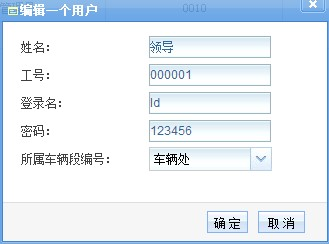 编辑一个用户
0010
姓名: 领导
工号: 000001
登录名: ld
密码: 123456
所属车辆段编号: 车辆处
确定 取消